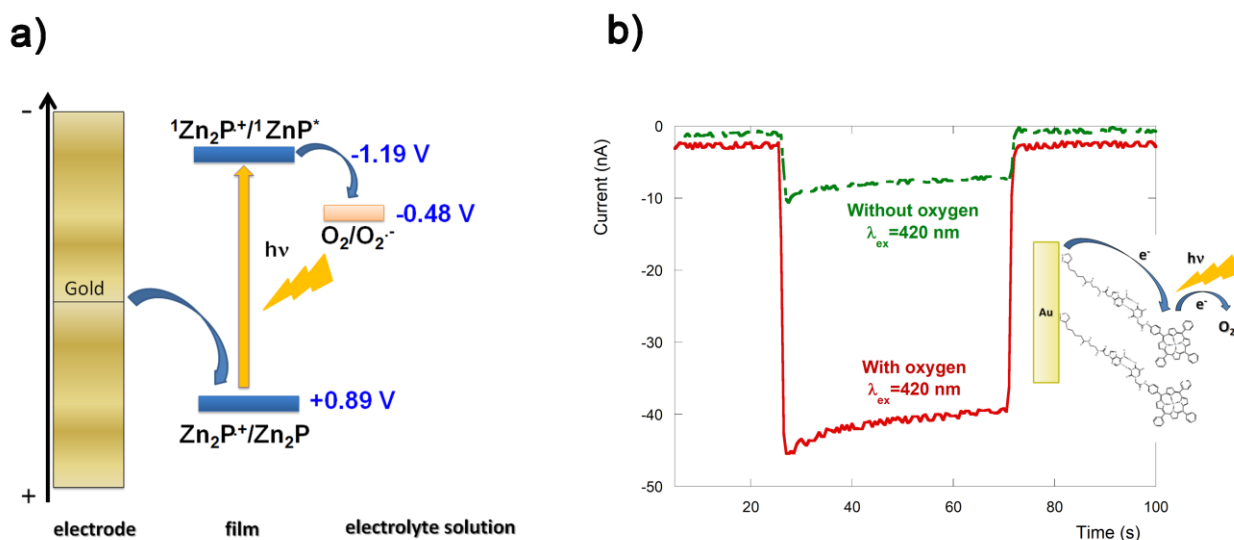 a)
-
¹Zn₂P.⁺/¹ZnP*
-1.19 V
-0.48 V
O₂/O₂·⁻
hν
Gold
+0.89 V
Zn₂P.⁺/Zn₂P
+
electrode film electrolyte solution
b)
Current (nA)
0
-10
-20
-30
-40
-50
20 40 60 80 100
Time (s)
Without oxygen
λex=420 nm
With oxygen
λex=420 nm
e⁻
hν
e⁻
Au
O₂